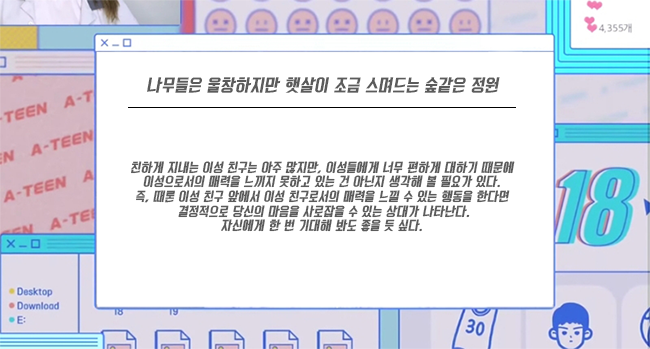 4,355개
나무들은 울창하지만 햇살이 조금 스며드는 숲같은 정원
A-TEEN
A-TEEN
A-TEEN
A-TEEN
A-TEEN
친하게 지내는 이성 친구는 아주 많지만, 이성들에게 너무 편하게 대하기 때문에
이성으로서의 매력을 느끼지 못하고 있는 건 아닌지 생각해 볼 필요가 있다.
즉, 때론 이성 친구 앞에서 이성 친구로서의 매력을 느낄 수 있는 행동을 한다면
결정적으로 당신의 마음을 사로잡을 수 있는 상대가 나타난다.
자신에게 한 번 기대해 봐도 좋을 듯 싶다.
18
Desktop
Download
E:
18
19
30